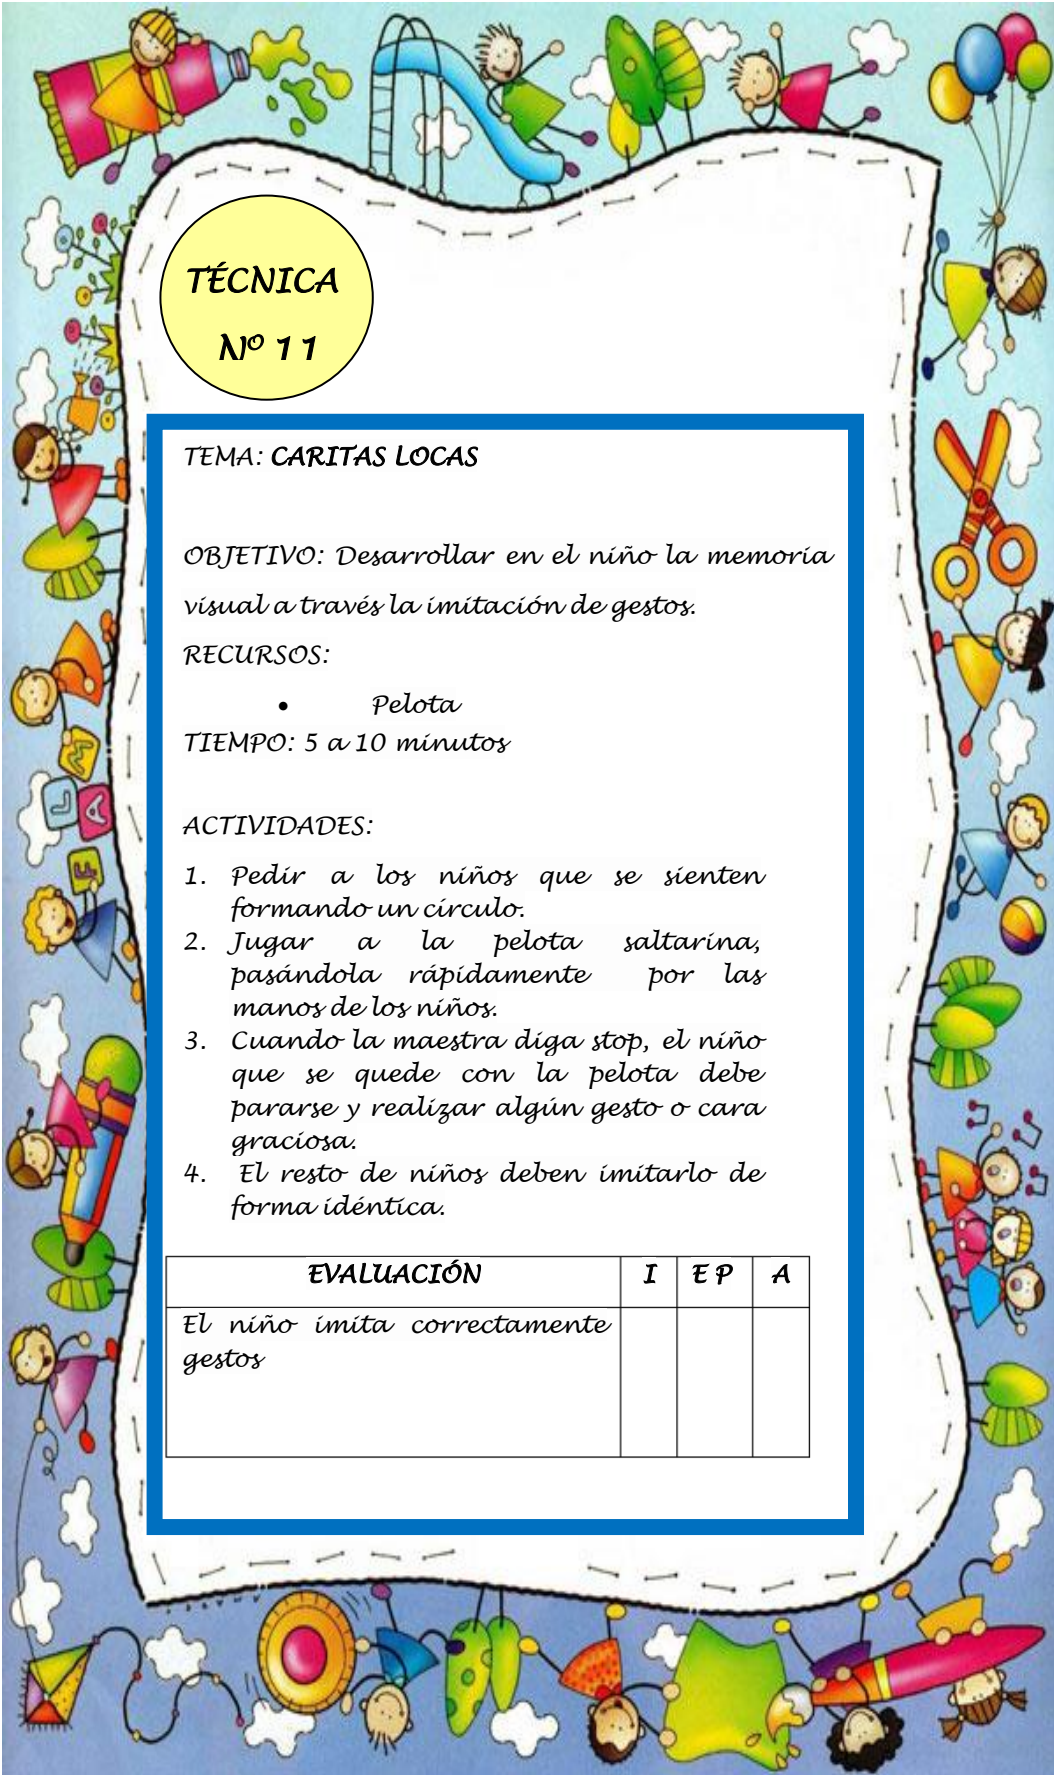 TÉCNICA
Nº 11
TEMA: CARITAS LOCAS
OBJETIVO: Desarrollar en el niño la memoria
visual a través la imitación de gestos.
RECURSOS:
• Pelota
TIEMPO: 5 a 10 minutos
ACTIVIDADES:
1. Pedir a los niños que se sienten
formando un círculo.
2. Jugar a la pelota saltarina,
pasándola rápidamente por las
manos de los niños.
3. Cuando la maestra diga stop, el niño
que se quede con la pelota debe
pararse y realizar algún gesto o cara
graciosa.
4. El resto de niños deben imitarlo de
forma idéntica.
EVALUACIÓN I E P A
El niño imita correctamente
gestos
M
L
A
F